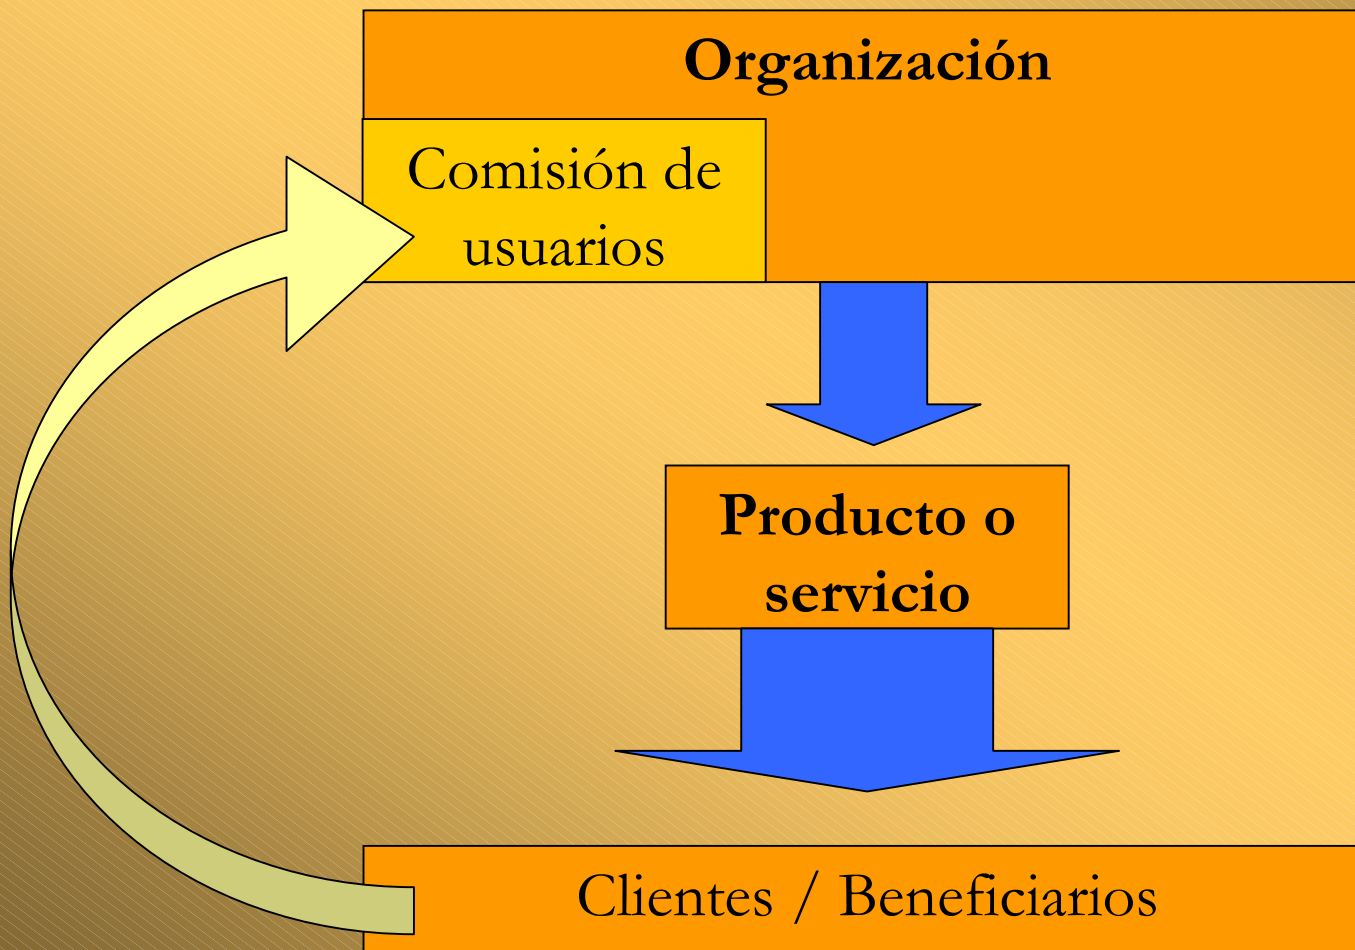 Organización
Comisión de
usuarios
Producto o
servicio
Clientes / Beneficiarios